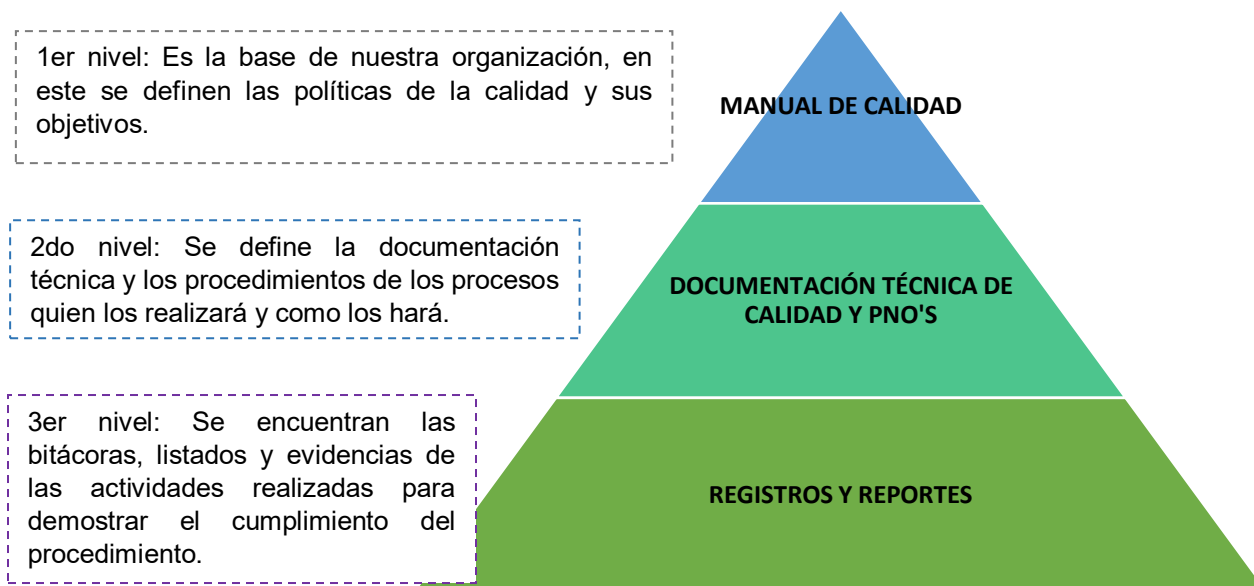 1er nivel: Es la base de nuestra organización, en
este se definen las políticas de la calidad y sus
objetivos.
MANUAL DE CALIDAD
2do nivel: Se define la documentación
técnica y los procedimientos de los procesos
quien los realizará y como los hará.
DOCUMENTACIÓN TÉCNICA DE
CALIDAD Y PNO'S
3er nivel: Se encuentran las
bitácoras, listados y evidencias de
las actividades realizadas para
demostrar el cumplimiento del
procedimiento.
REGISTROS Y REPORTES